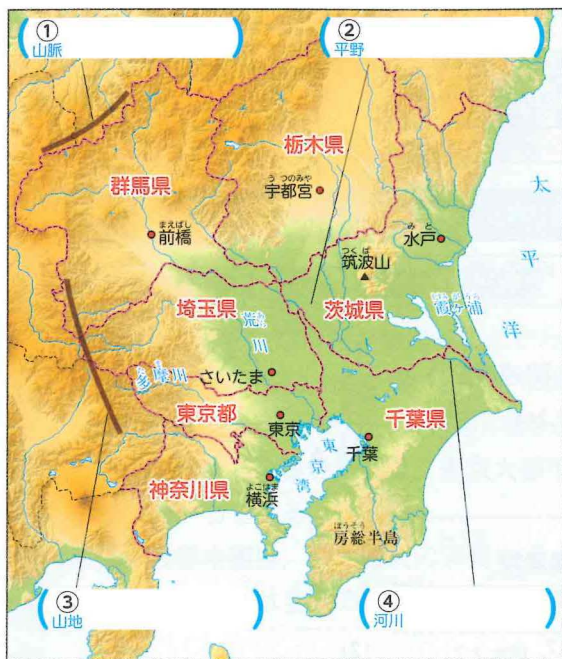 ①
山脈
②
平野
栃木県
うつのみや
宇都宮
群馬県
まえばし
前橋
みと
水戸
つくば
筑波山
太平洋
埼玉県
荒川
あら
茨城県
霞ヶ浦
かすみがうら
多摩川
たま
さいたま
東京都
東京
千葉県
千葉
東京湾
神奈川県
よこはま
横浜
ぼうそう
房総半島
③
山地
④
河川